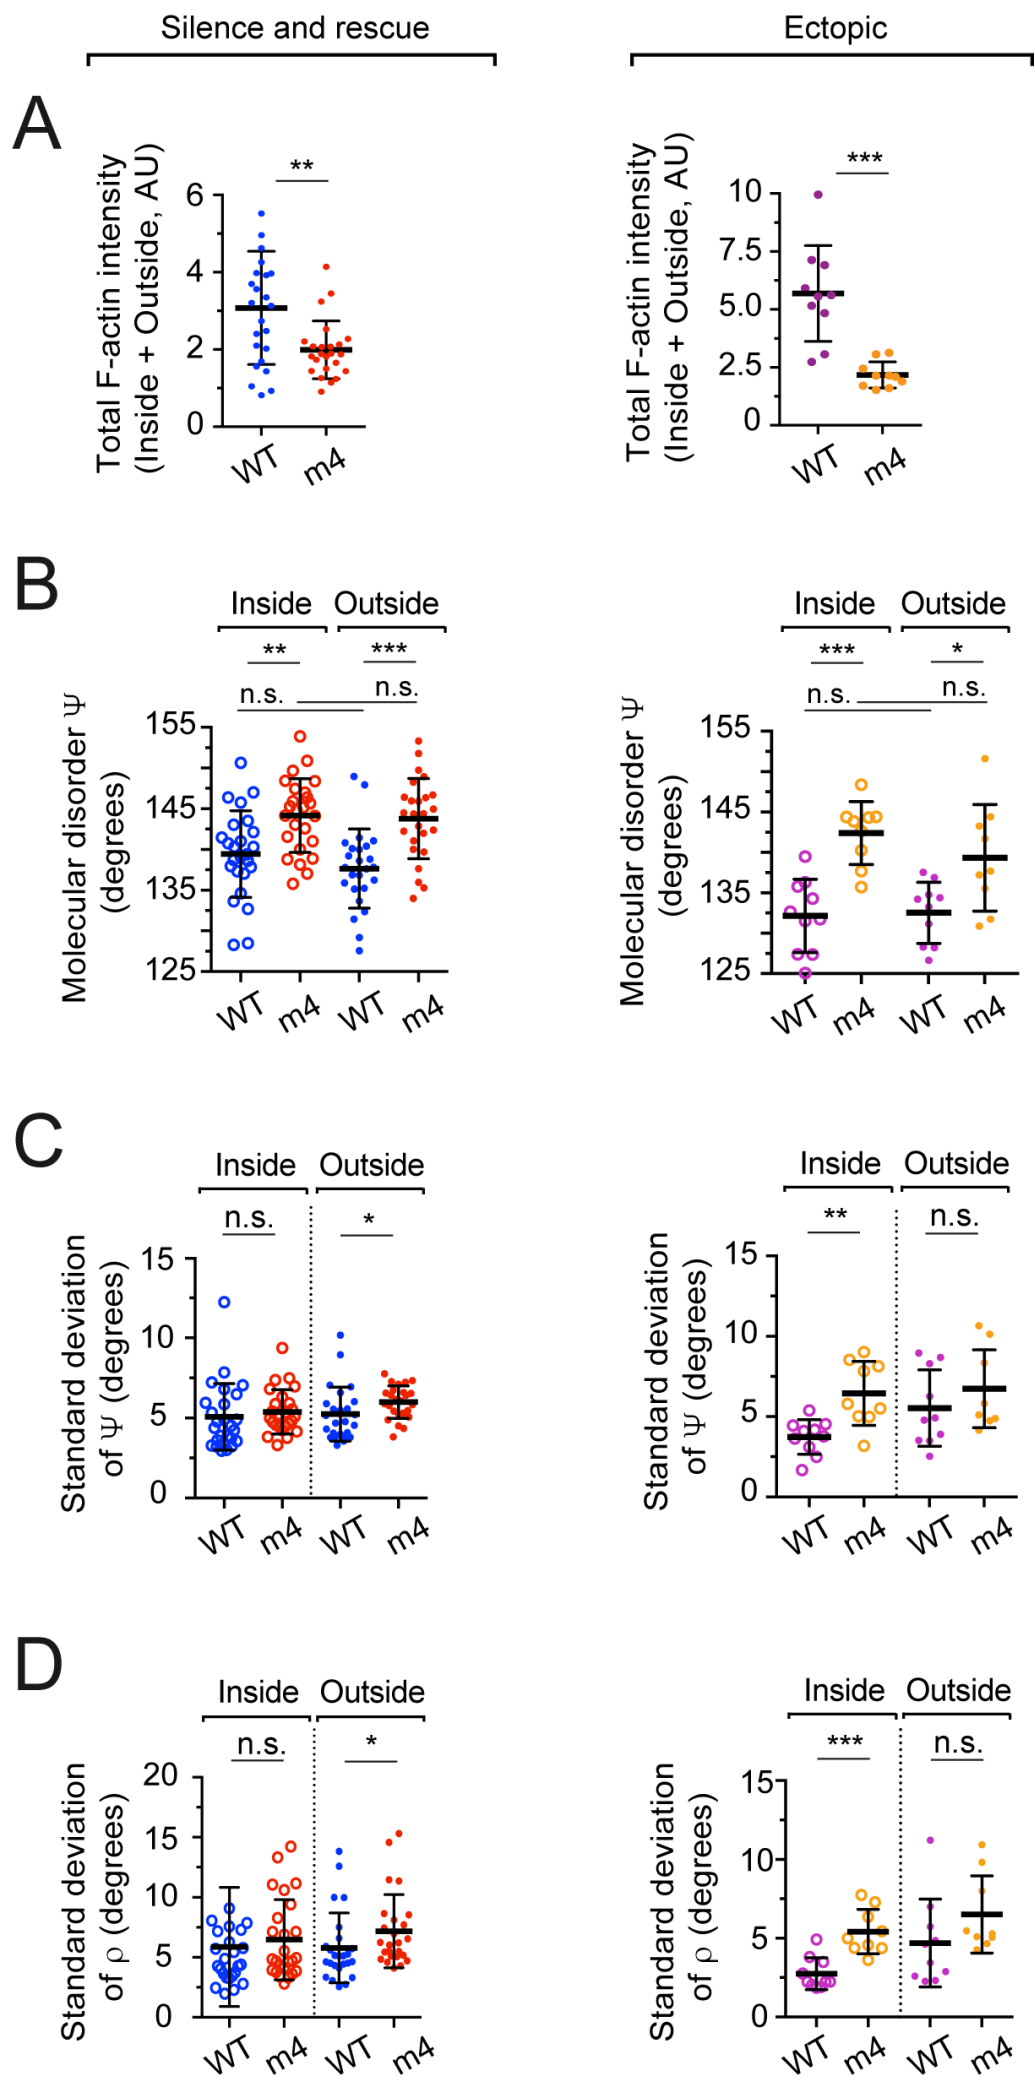 Silence and rescue
Ectopic
A
Total F-actin intensity
(Inside + Outside, AU)
**
6
4
2
0
WT
m4
Total F-actin intensity
(Inside + Outside, AU)
***
10
7.5
5.0
2.5
0
WT
m4
B
Inside
Outside
**
***
n.s.
n.s.
Molecular disorder Ψ
(degrees)
155
145
135
125
WT
m4
WT
m4
Inside
Outside
***
*
n.s.
n.s.
Molecular disorder Ψ
(degrees)
155
145
135
125
WT
m4
WT
m4
C
Inside
Outside
n.s.
*
Standard deviation
of Ψ (degrees)
15
10
5
0
WT
m4
WT
m4
Inside
Outside
**
n.s.
Standard deviation
of Ψ (degrees)
15
10
5
0
WT
m4
WT
m4
D
Inside
Outside
n.s.
*
Standard deviation
of ρ (degrees)
20
15
10
5
0
WT
m4
WT
m4
Inside
Outside
***
n.s.
Standard deviation
of ρ (degrees)
15
10
5
0
WT
m4
WT
m4